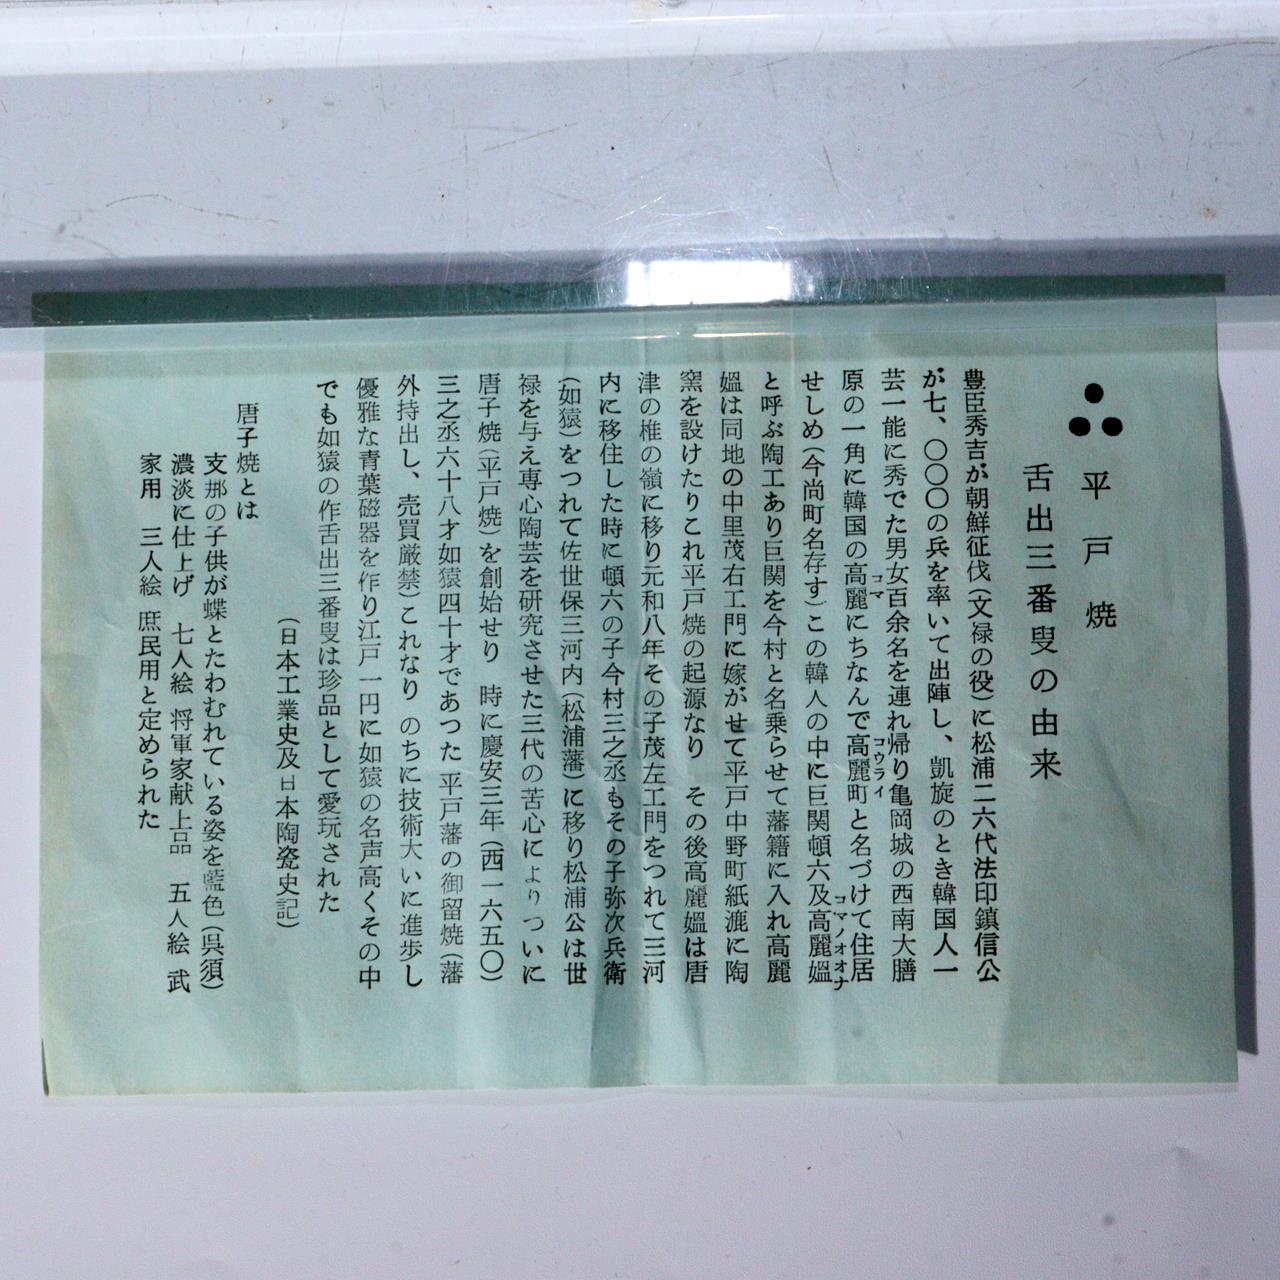 平戸焼
舌出三番叟の由来
豊臣秀吉が朝鮮征伐(文禄の役)に松浦二六代法印鎮信公
が七、〇〇〇の兵を率いて出陣し、凱旋のとき韓国人一
芸一能に秀でた男女百余名を連れ帰り亀岡城の西南大膳
原の一角に韓国の高麗にちなんで高麗町と名づけて住居
コマ
コウライ
せしめ(今尚町名存す)この韓人の中に巨関頓六及高麗媼
コマノオオナ
と呼ぶ陶工あり巨関を今村と名乗らせて藩籍に入れ高麗
媼は同地の中里茂右エ門に嫁がせて平戸中野町紙漉に陶
窯を設けたりこれ平戸焼の起源なり　その後高麗媼は唐
津の椎の嶺に移り元和八年その子茂左エ門をつれて三河
内に移住した時に頓六の子今村三之丞もその子弥次兵衛
(如猿)をつれて佐世保三河内(松浦藩)に移り松浦公は世
禄を与え専心陶芸を研究させた三代の苦心によりついに
唐子焼(平戸焼)を創始せり　時に慶安三年(西一六五〇)
三之丞六十八才如猿四十才であつた 平戸藩の御留焼(藩
外持出し、売買厳禁)これなり のちに技術大いに進歩し
優雅な青葉磁器を作り江戸一円に如猿の名声高くその中
でも如猿の作舌出三番叟は珍品として愛玩された
(日本工業史及日本陶瓷史記)
唐子焼とは
支那の子供が蝶とたわむれている姿を藍色(呉須)
濃淡に仕上げ　七人絵 将軍家献上品　五人絵 武
家用　三人絵 庶民用と定められた